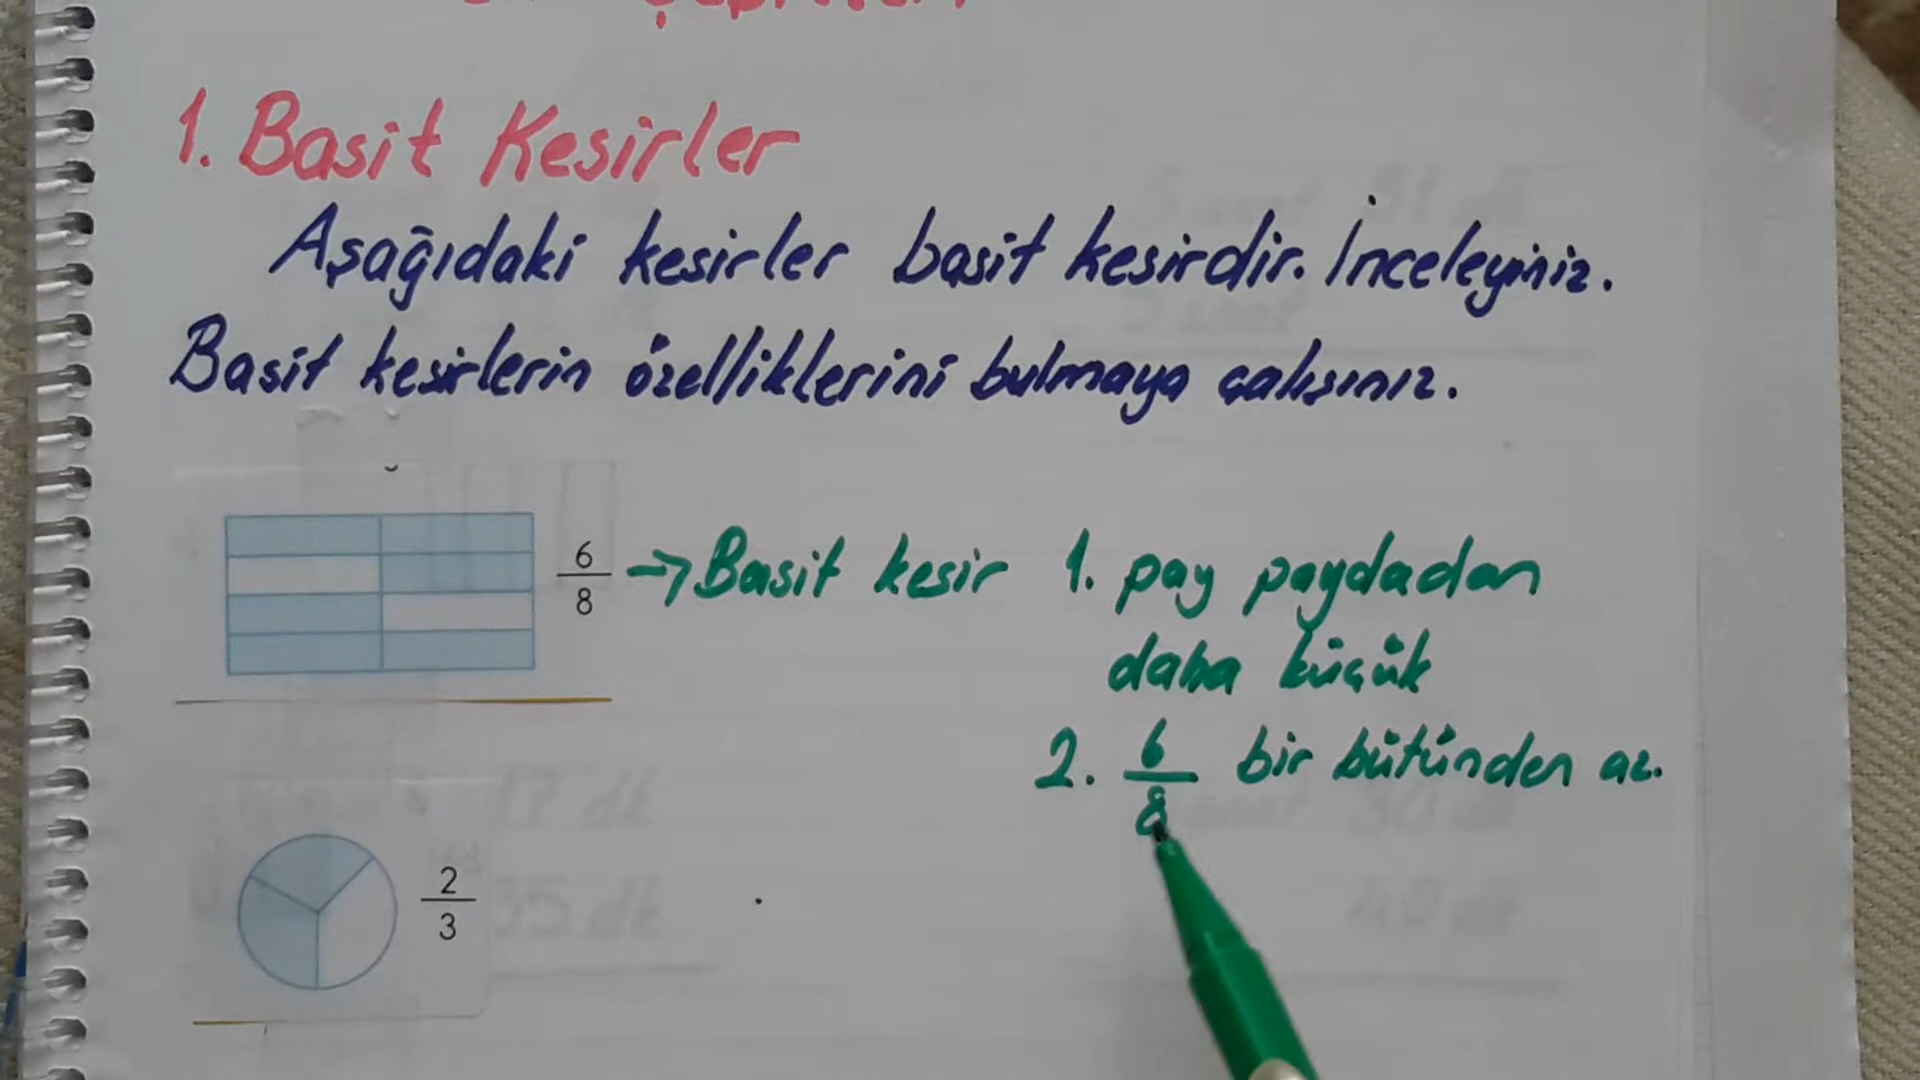 1. Basit Kesirler
Aşağıdaki kesirler basit kesirdir. İnceleyiniz.
Basit kesirlerin özelliklerini bulmaya çalışınız.
6
8
→ Basit kesir 1. pay paydadan
daha küçük
2. 6/8 bir bütünden az.
2
3